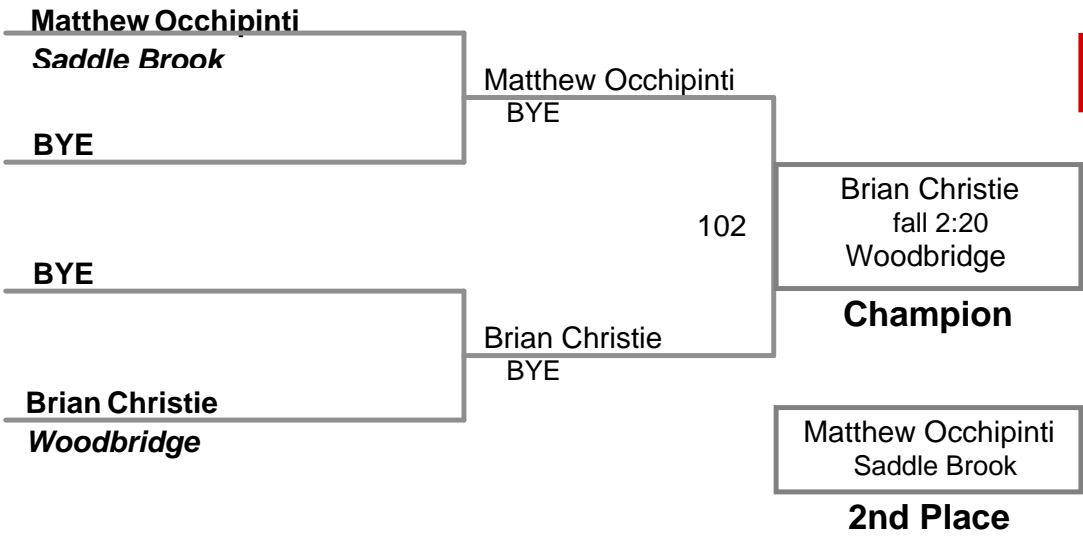 Matthew Occhipinti
Saddle Brook
Matthew Occhipinti
BYE
BYE
Brian Christie
fall 2:20
Woodbridge
102
BYE
Champion
Brian Christie
BYE
Brian Christie
Woodbridge
Matthew Occhipinti
Saddle Brook
2nd Place